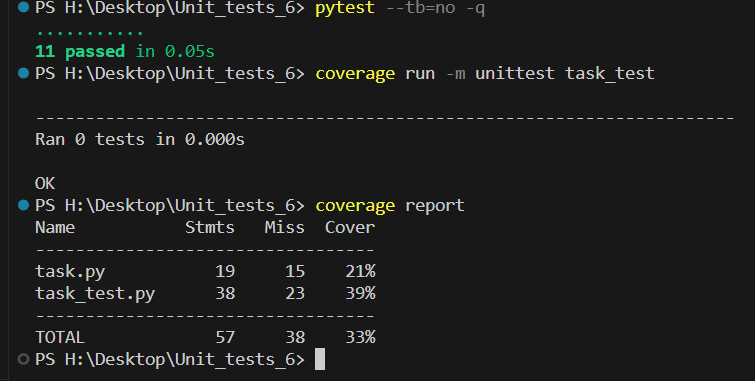 PS H:\Desktop\Unit_tests_6> pytest --tb=no -q
...........
11 passed in 0.05s
PS H:\Desktop\Unit_tests_6> coverage run -m unittest task_test
----------------------------------------------------------------------
Ran 0 tests in 0.000s
OK
PS H:\Desktop\Unit_tests_6> coverage report
Name           Stmts   Miss  Cover
----------------------------------
task.py           19     15    21%
task_test.py      38     23    39%
----------------------------------
TOTAL             57     38    33%
PS H:\Desktop\Unit_tests_6>